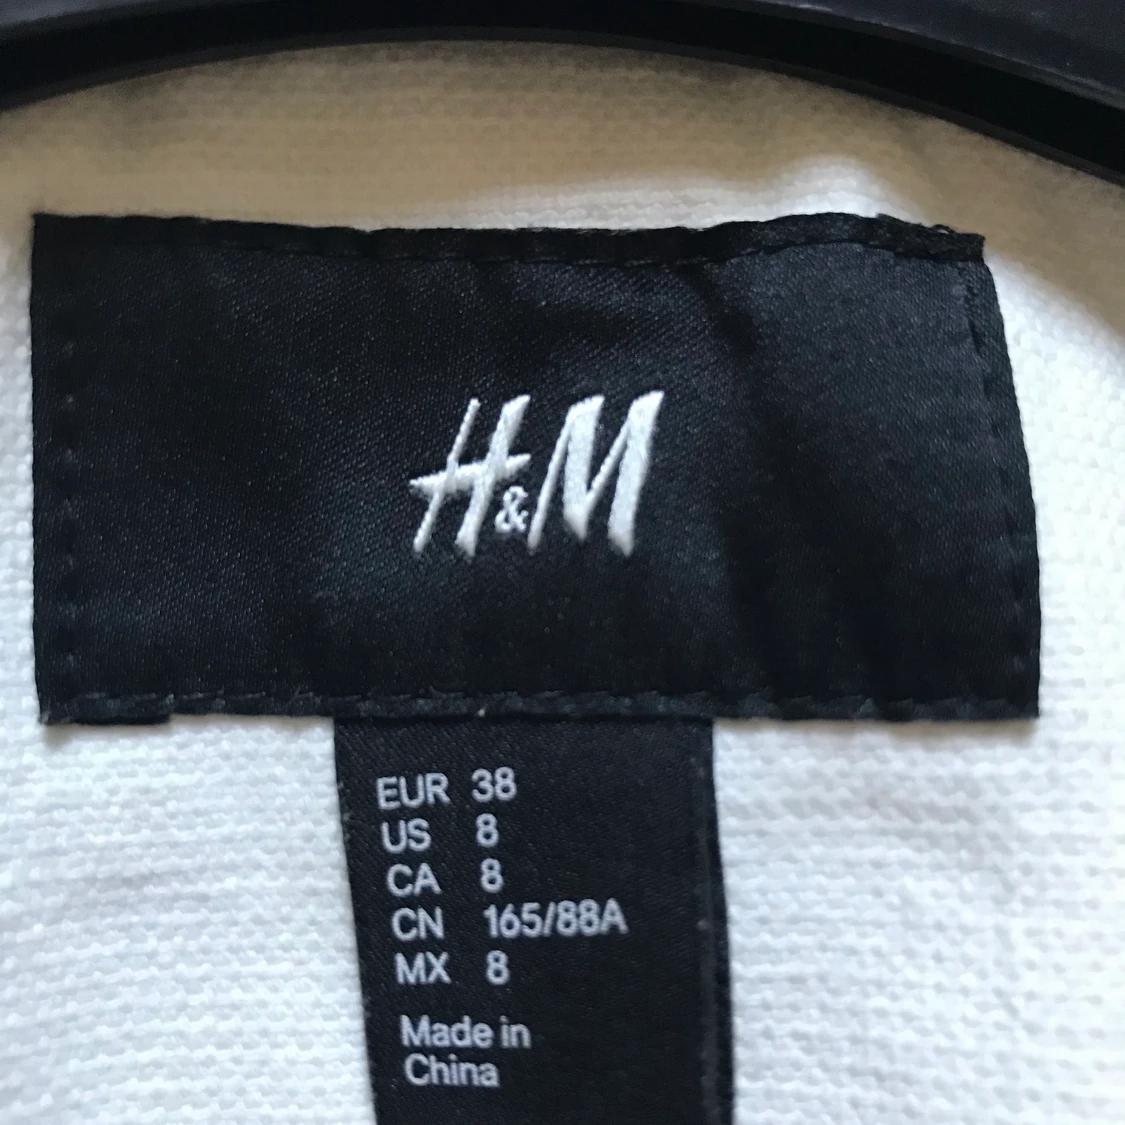 H&M
EUR 38
US 8
CA 8
CN 165/88A
MX 8
Made in
China